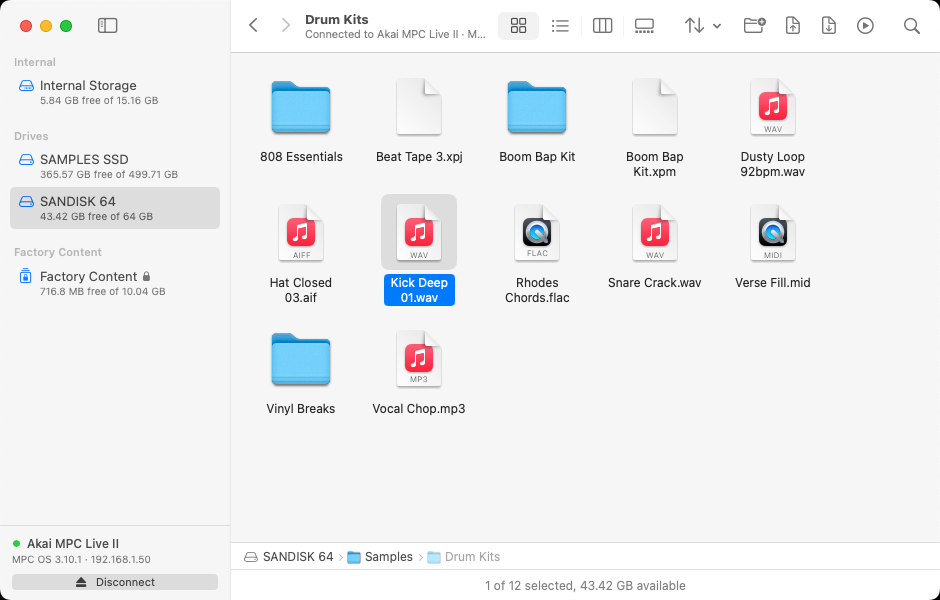 Drum Kits
Connected to Akai MPC Live II · M...
Internal
Internal Storage
5.84 GB free of 15.16 GB
Drives
SAMPLES SSD
365.57 GB free of 499.71 GB
SANDISK 64
43.42 GB free of 64 GB
Factory Content
Factory Content
716.8 MB free of 10.04 GB
808 Essentials
Beat Tape 3.xpj
Boom Bap Kit
Boom Bap
Kit.xpm
WAV
Dusty Loop
92bpm.wav
AIFF
Hat Closed
03.aif
WAV
Kick Deep
01.wav
FLAC
Rhodes
Chords.flac
WAV
Snare Crack.wav
MIDI
Verse Fill.mid
Vinyl Breaks
MP3
Vocal Chop.mp3
Akai MPC Live II
MPC OS 3.10.1 · 192.168.1.50
Disconnect
SANDISK 64 › Samples › Drum Kits
1 of 12 selected, 43.42 GB available